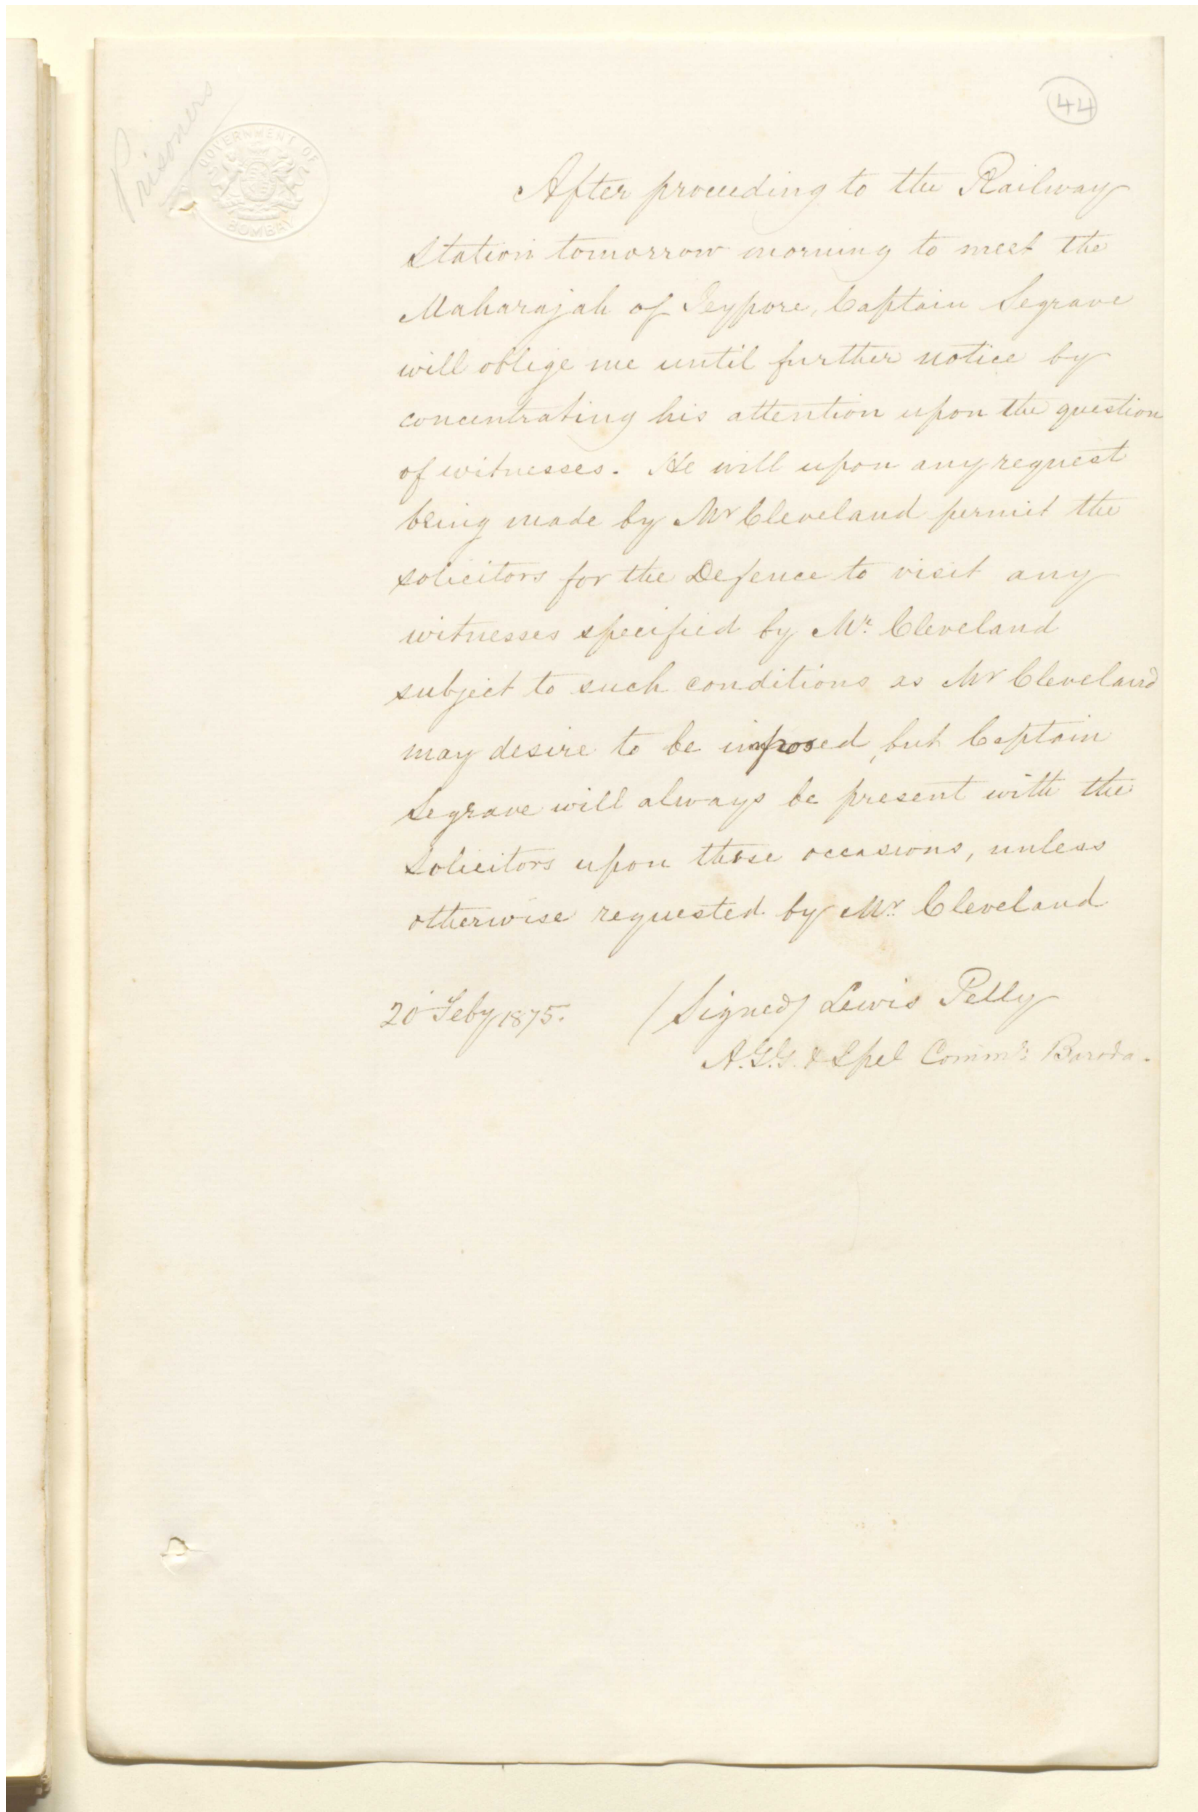 Prisoners
GOVERNMENT OF
BOMBAY
44
After proceeding to the Railway
Station tomorrow morning to meet the
Maharajah of Jeypore, Captain Segrave
will oblige me until further notice by
concentrating his attention upon the question
of witnesses. He will upon any request
being made by Mr Cleveland permit the
solicitors for the Defence to visit any
witnesses specified by Mr. Cleveland
subject to such conditions as Mr Cleveland
may desire to be imposed, but Captain
Segrave will always be present with the
Solicitors upon those occasions, unless
otherwise requested by Mr. Cleveland
20 Feby 1875. (Signed) Lewis Pelly
A.G.G. & Spel Commr. Baroda.